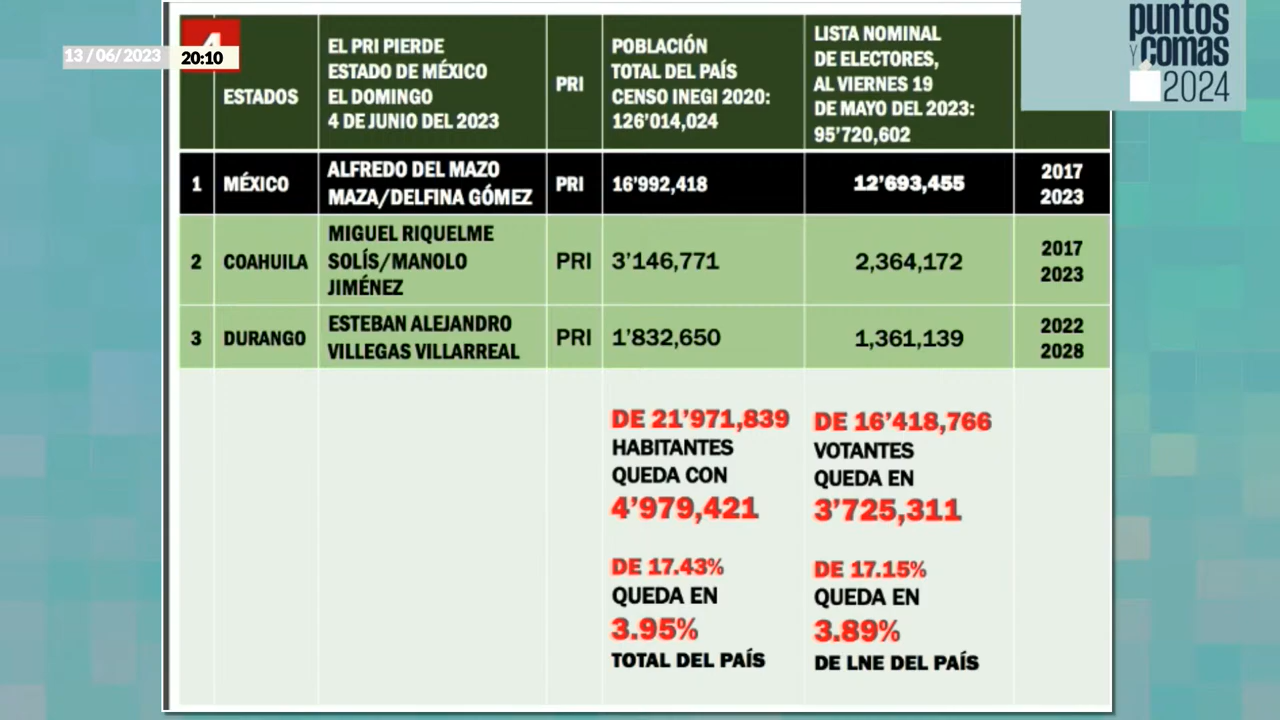 13/06/2023 20:10
puntos
Y comas
2024
ESTADOS
EL PRI PIERDE
ESTADO DE MÉXICO
EL DOMINGO
4 DE JUNIO DEL 2023
PRI
POBLACIÓN
TOTAL DEL PAÍS
CENSO INEGI 2020:
126'014,024
LISTA NOMINAL
DE ELECTORES,
AL VIERNES 19
DE MAYO DEL 2023:
95'720,602
1
MÉXICO
ALFREDO DEL MAZO
MAZA/DELFINA GÓMEZ
PRI
16'992,418
12'693,455
2017
2023
2
COAHUILA
MIGUEL RIQUELME
SOLÍS/MANOLO
JIMÉNEZ
PRI
3'146,771
2,364,172
2017
2023
3
DURANGO
ESTEBAN ALEJANDRO
VILLEGAS VILLARREAL
PRI
1'832,650
1,361,139
2022
2028
DE 21'971,839
HABITANTES
QUEDA CON
4'979,421
DE 17.43%
QUEDA EN
3.95%
TOTAL DEL PAÍS
DE 16'418,766
VOTANTES
QUEDA EN
3'725,311
DE 17.15%
QUEDA EN
3.89%
DE LNE DEL PAÍS